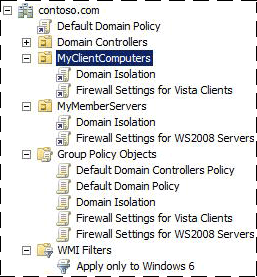 contoso.com
Default Domain Policy
Domain Controllers
MyClientComputers
Domain Isolation
Firewall Settings for Vista Clients
MyMemberServers
Domain Isolation
Firewall Settings for WS2008 Servers
Group Policy Objects
Default Domain Controllers Policy
Default Domain Policy
Domain Isolation
Firewall Settings for Vista Clients
Firewall Settings for WS2008 Servers
WMI Filters
Apply only to Windows 6